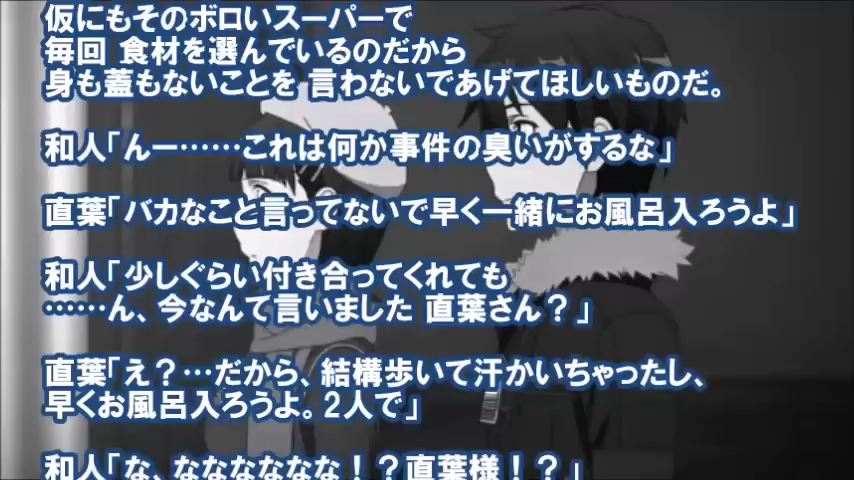 仮にもそのボロいスーパーで
毎回 食材を選んでいるのだから
身も蓋もないことを 言わないであげてほしいものだ。
和人「んー……これは何か事件の臭いがするな」
直葉「バカなこと言ってないで早く一緒にお風呂入ろうよ」
和人「少しぐらい付き合ってくれても
……ん、今なんて言いました 直葉さん？」
直葉「え？…だから、結構歩いて汗かいちゃったし、
早くお風呂入ろうよ。2人で」
和人「な、なななななな！？直葉様！？」